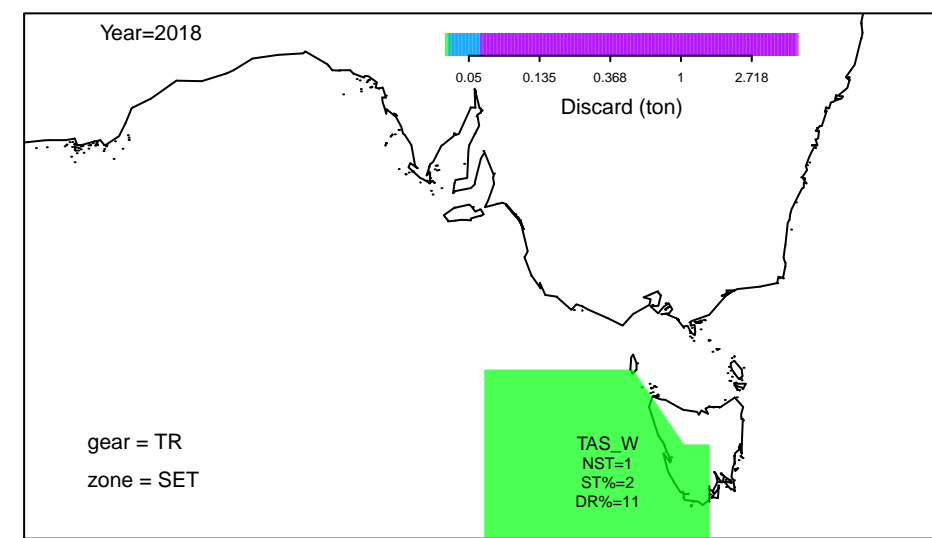 Year=2018
0.05 0.135 0.368 1 2.718
Discard (ton)
gear = TR
zone = SET
TAS_W
NST=1
ST%=2
DR%=11